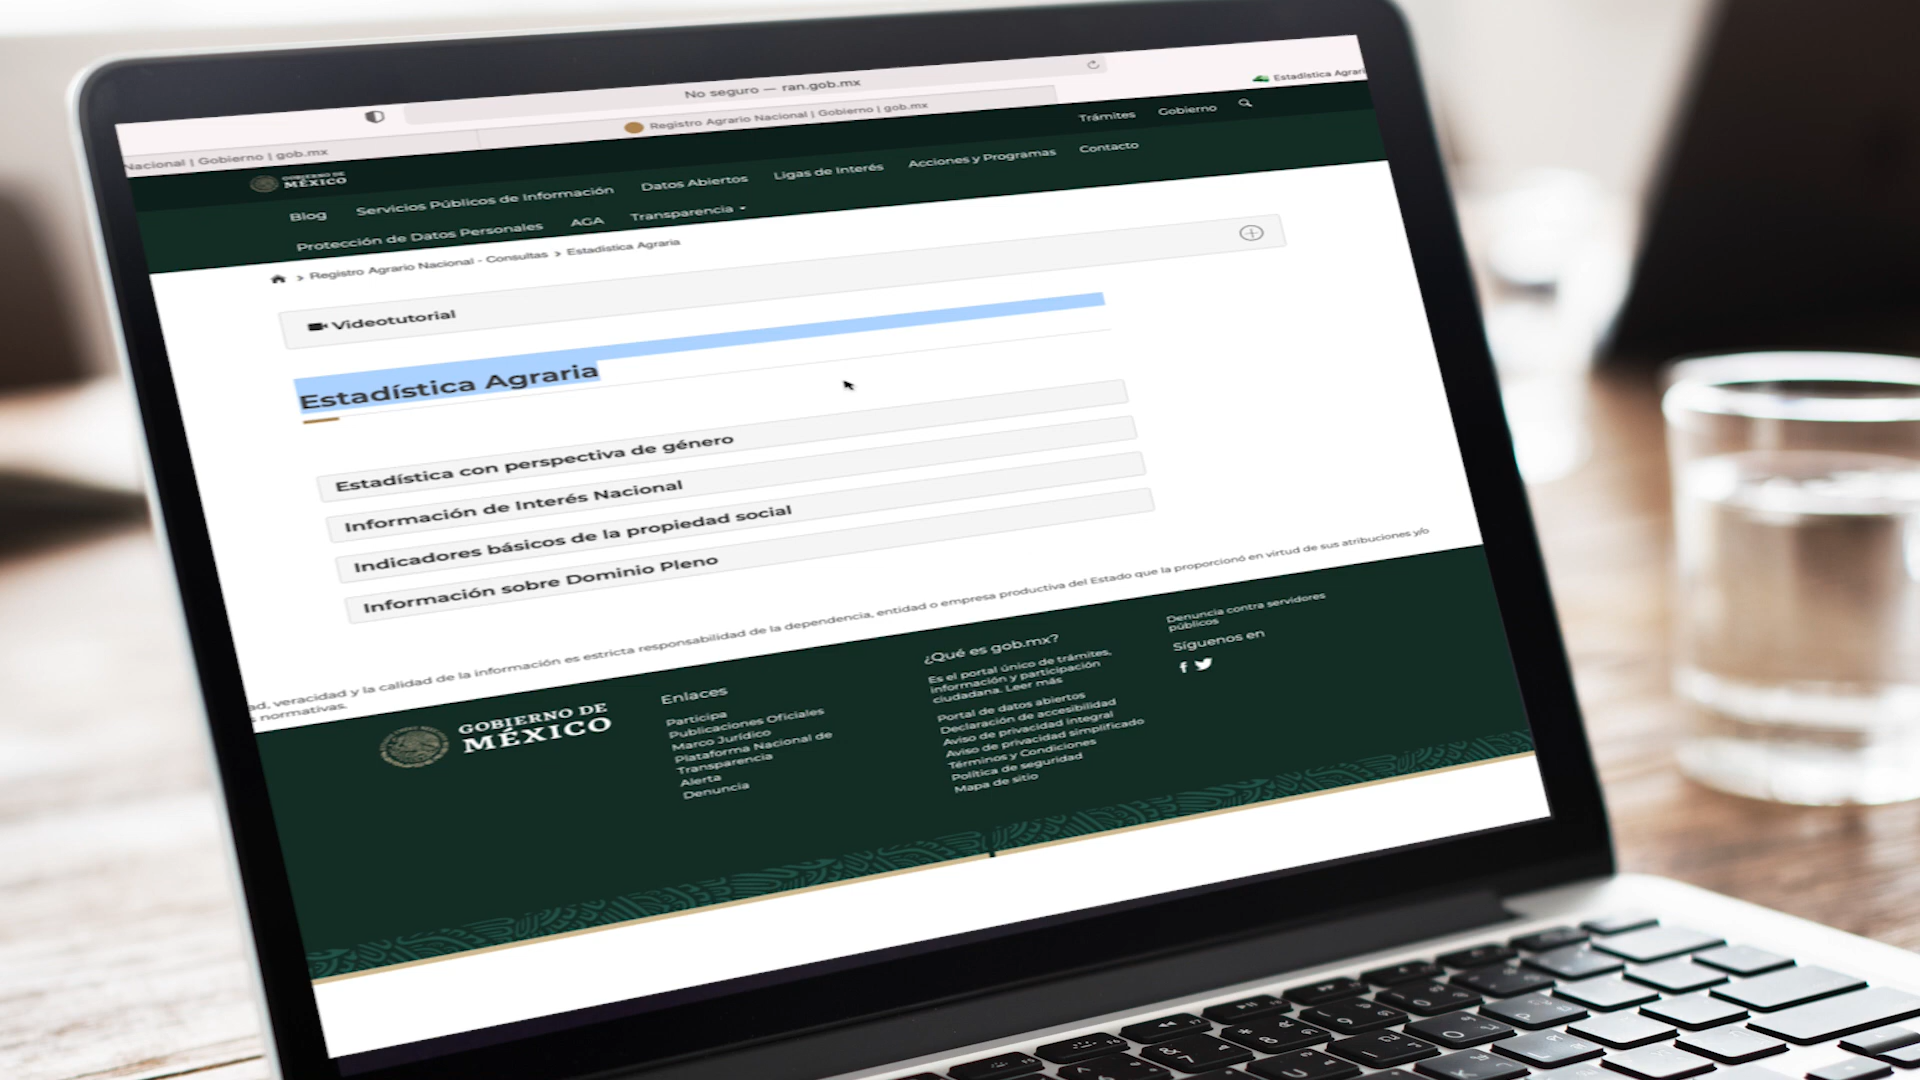 No seguro — ran.gob.mx
Nacional | Gobierno | gob.mx
Registro Agrario Nacional | Gobierno | gob.mx
Estadística Agrari
GOBIERNO DE
MÉXICO
Trámites
Gobierno
Blog
Servicios Públicos de Información
Datos Abiertos
Ligas de Interés
Acciones y Programas
Contacto
Protección de Datos Personales
AGA
Transparencia
> Registro Agrario Nacional - Consultas > Estadística Agraria
Videotutorial
Estadística Agraria
Estadística con perspectiva de género
Información de Interés Nacional
Indicadores básicos de la propiedad social
Información sobre Dominio Pleno
ad, veracidad y la calidad de la información es estricta responsabilidad de la dependencia, entidad o empresa productiva del Estado que la proporcionó en virtud de sus atribuciones y/o
s normativas.
GOBIERNO DE
MÉXICO
Enlaces
Participa
Publicaciones Oficiales
Marco Jurídico
Plataforma Nacional de
Transparencia
Alerta
Denuncia
¿Qué es gob.mx?
Es el portal único de trámites,
información y participación
ciudadana. Leer más
Portal de datos abiertos
Declaración de accesibilidad
Aviso de privacidad integral
Aviso de privacidad simplificado
Términos y Condiciones
Política de seguridad
Mapa de sitio
Denuncia contra servidores
públicos
Síguenos en